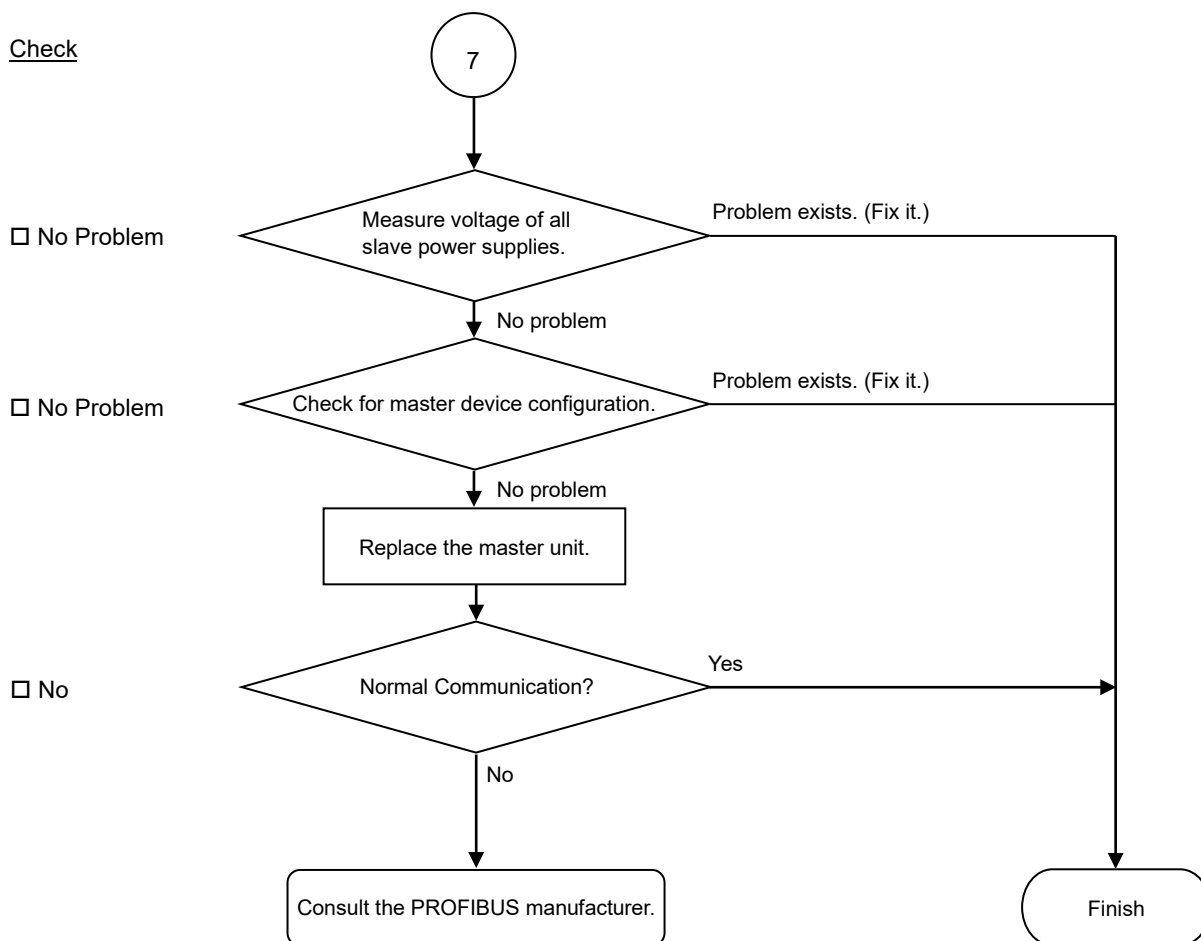 Check
7
Measure voltage of all
slave power supplies.
Problem exists. (Fix it.)
□ No Problem
No problem
Check for master device configuration.
Problem exists. (Fix it.)
□ No Problem
No problem
Replace the master unit.
Normal Communication?
Yes
□ No
No
Consult the PROFIBUS manufacturer.
Finish